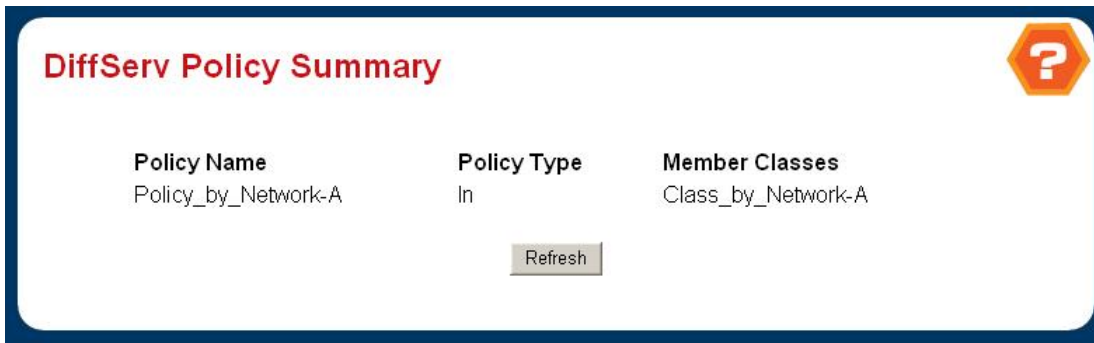 DiffServ Policy Summary
?
Policy Name Policy Type Member Classes
Policy_by_Network-A In Class_by_Network-A
Refresh